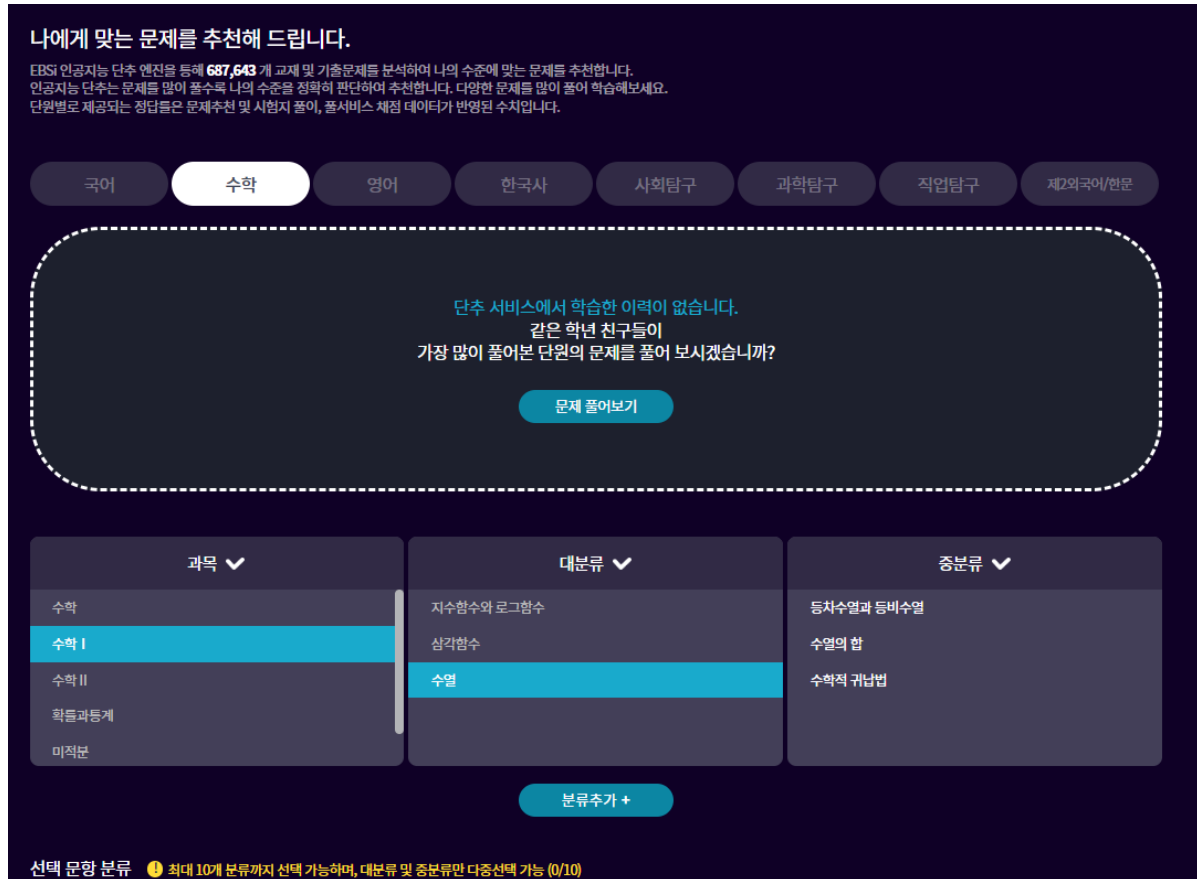 나에게 맞는 문제를 추천해 드립니다.
EBSi 인공지능 단추 엔진을 통해 687,643 개 교재 및 기출문제를 분석하여 나의 수준에 맞는 문제를 추천합니다.
인공지능 단추는 문제를 많이 풀수록 나의 수준을 정확히 판단하여 추천합니다. 다양한 문제를 많이 풀어 학습해보세요.
단원별로 제공되는 정답률은 문제추천 및 시험지 풀이, 풀서비스 채점 데이터가 반영된 수치입니다.
국어 수학 영어 한국사 사회탐구 과학탐구 직업탐구 제2외국어/한문
단추 서비스에서 학습한 이력이 없습니다.
같은 학년 친구들이
가장 많이 풀어본 단원의 문제를 풀어 보시겠습니까?
문제 풀어보기
과목 대분류 중분류
수학 지수함수와 로그함수 등차수열과 등비수열
수학 I 삼각함수 수열의 합
수학 II 수열 수학적 귀납법
확률과통계
미적분
분류추가 +
선택 문항 분류 ! 최대 10개 분류까지 선택 가능하며, 대분류 및 중분류만 다중선택 가능 (0/10)